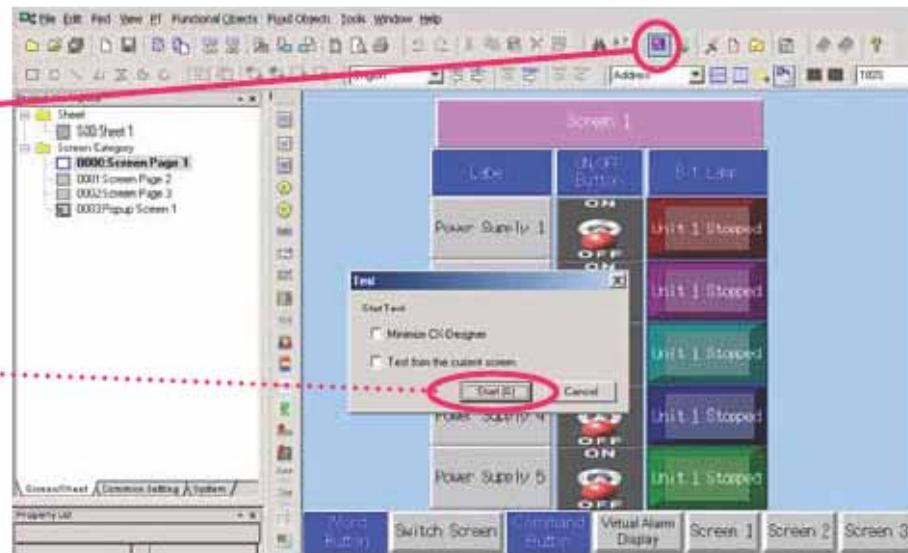 File Edit Find View PT Functional Objects Fixed Objects Tools Window Help
Address
100%
Sheet
S00:Sheet 1
Screen Category
0000:Screen Page 1
0001:Screen Page 2
0002:Screen Page 3
0003:Popup Screen 1
Screen 1
Label
ON/OFF
Button
Bit Lamp
Power Supply 1
ON
OFF
Unit 1 Stopped
ON
Unit 1 Stopped
Unit 1 Stopped
Power Supply 4
OFF
Unit 1 Stopped
Power Supply 5
ON
OFF
Unit 1 Stopped
Test
Start Test
Minimize CX-Designer
Test from the current screen
Start (S)
Cancel
Screen/Sheet
Common Setting
System
Property List
Word
Button
Switch Screen
Command
Button
Virtual Alarm
Display
Screen 1
Screen 2
Screen 3